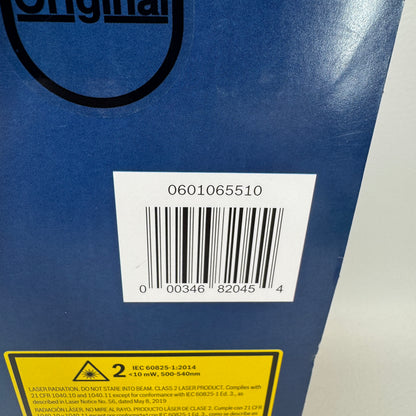 Original
0601065510
0 00346 82045 4
2 IEC 60825-1:2014
<10 mW, 500-540nm
LASER RADIATION. DO NOT STARE INTO BEAM. CLASS 2 LASER PRODUCT. Complies with
21 CFR 1040.10 and 1040.11 except for conformance with IEC 60825-1 Ed. 3., as
described in Laser Notice No. 56, dated May 8, 2019
RADIACIÓN LÁSER. NO MIRE AL RAYO. PRODUCTO LÁSER DE CLASE 2. Cumple con 21 CFR